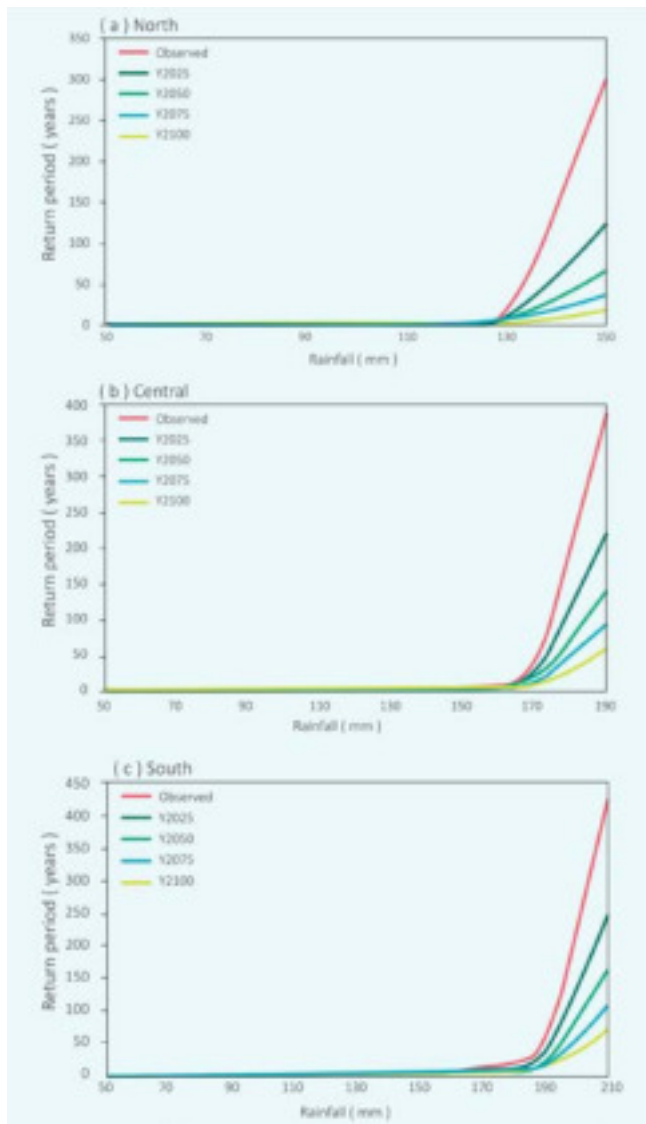 ( a ) North
350
300
250
200
150
100
50
0
Return period ( years )
Observed
Y2025
Y2050
Y2075
Y2100
50 70 90 110 130 150
Rainfall ( mm )
( b ) Central
400
350
300
250
200
150
100
50
0
Return period ( years )
Observed
Y2025
Y2050
Y2075
Y2100
50 70 90 110 130 150 170 190
Rainfall ( mm )
( c ) South
450
400
350
300
250
200
150
100
50
0
Return period ( years )
Observed
Y2025
Y2050
Y2075
Y2100
50 70 90 110 130 150 170 190 210
Rainfall ( mm )